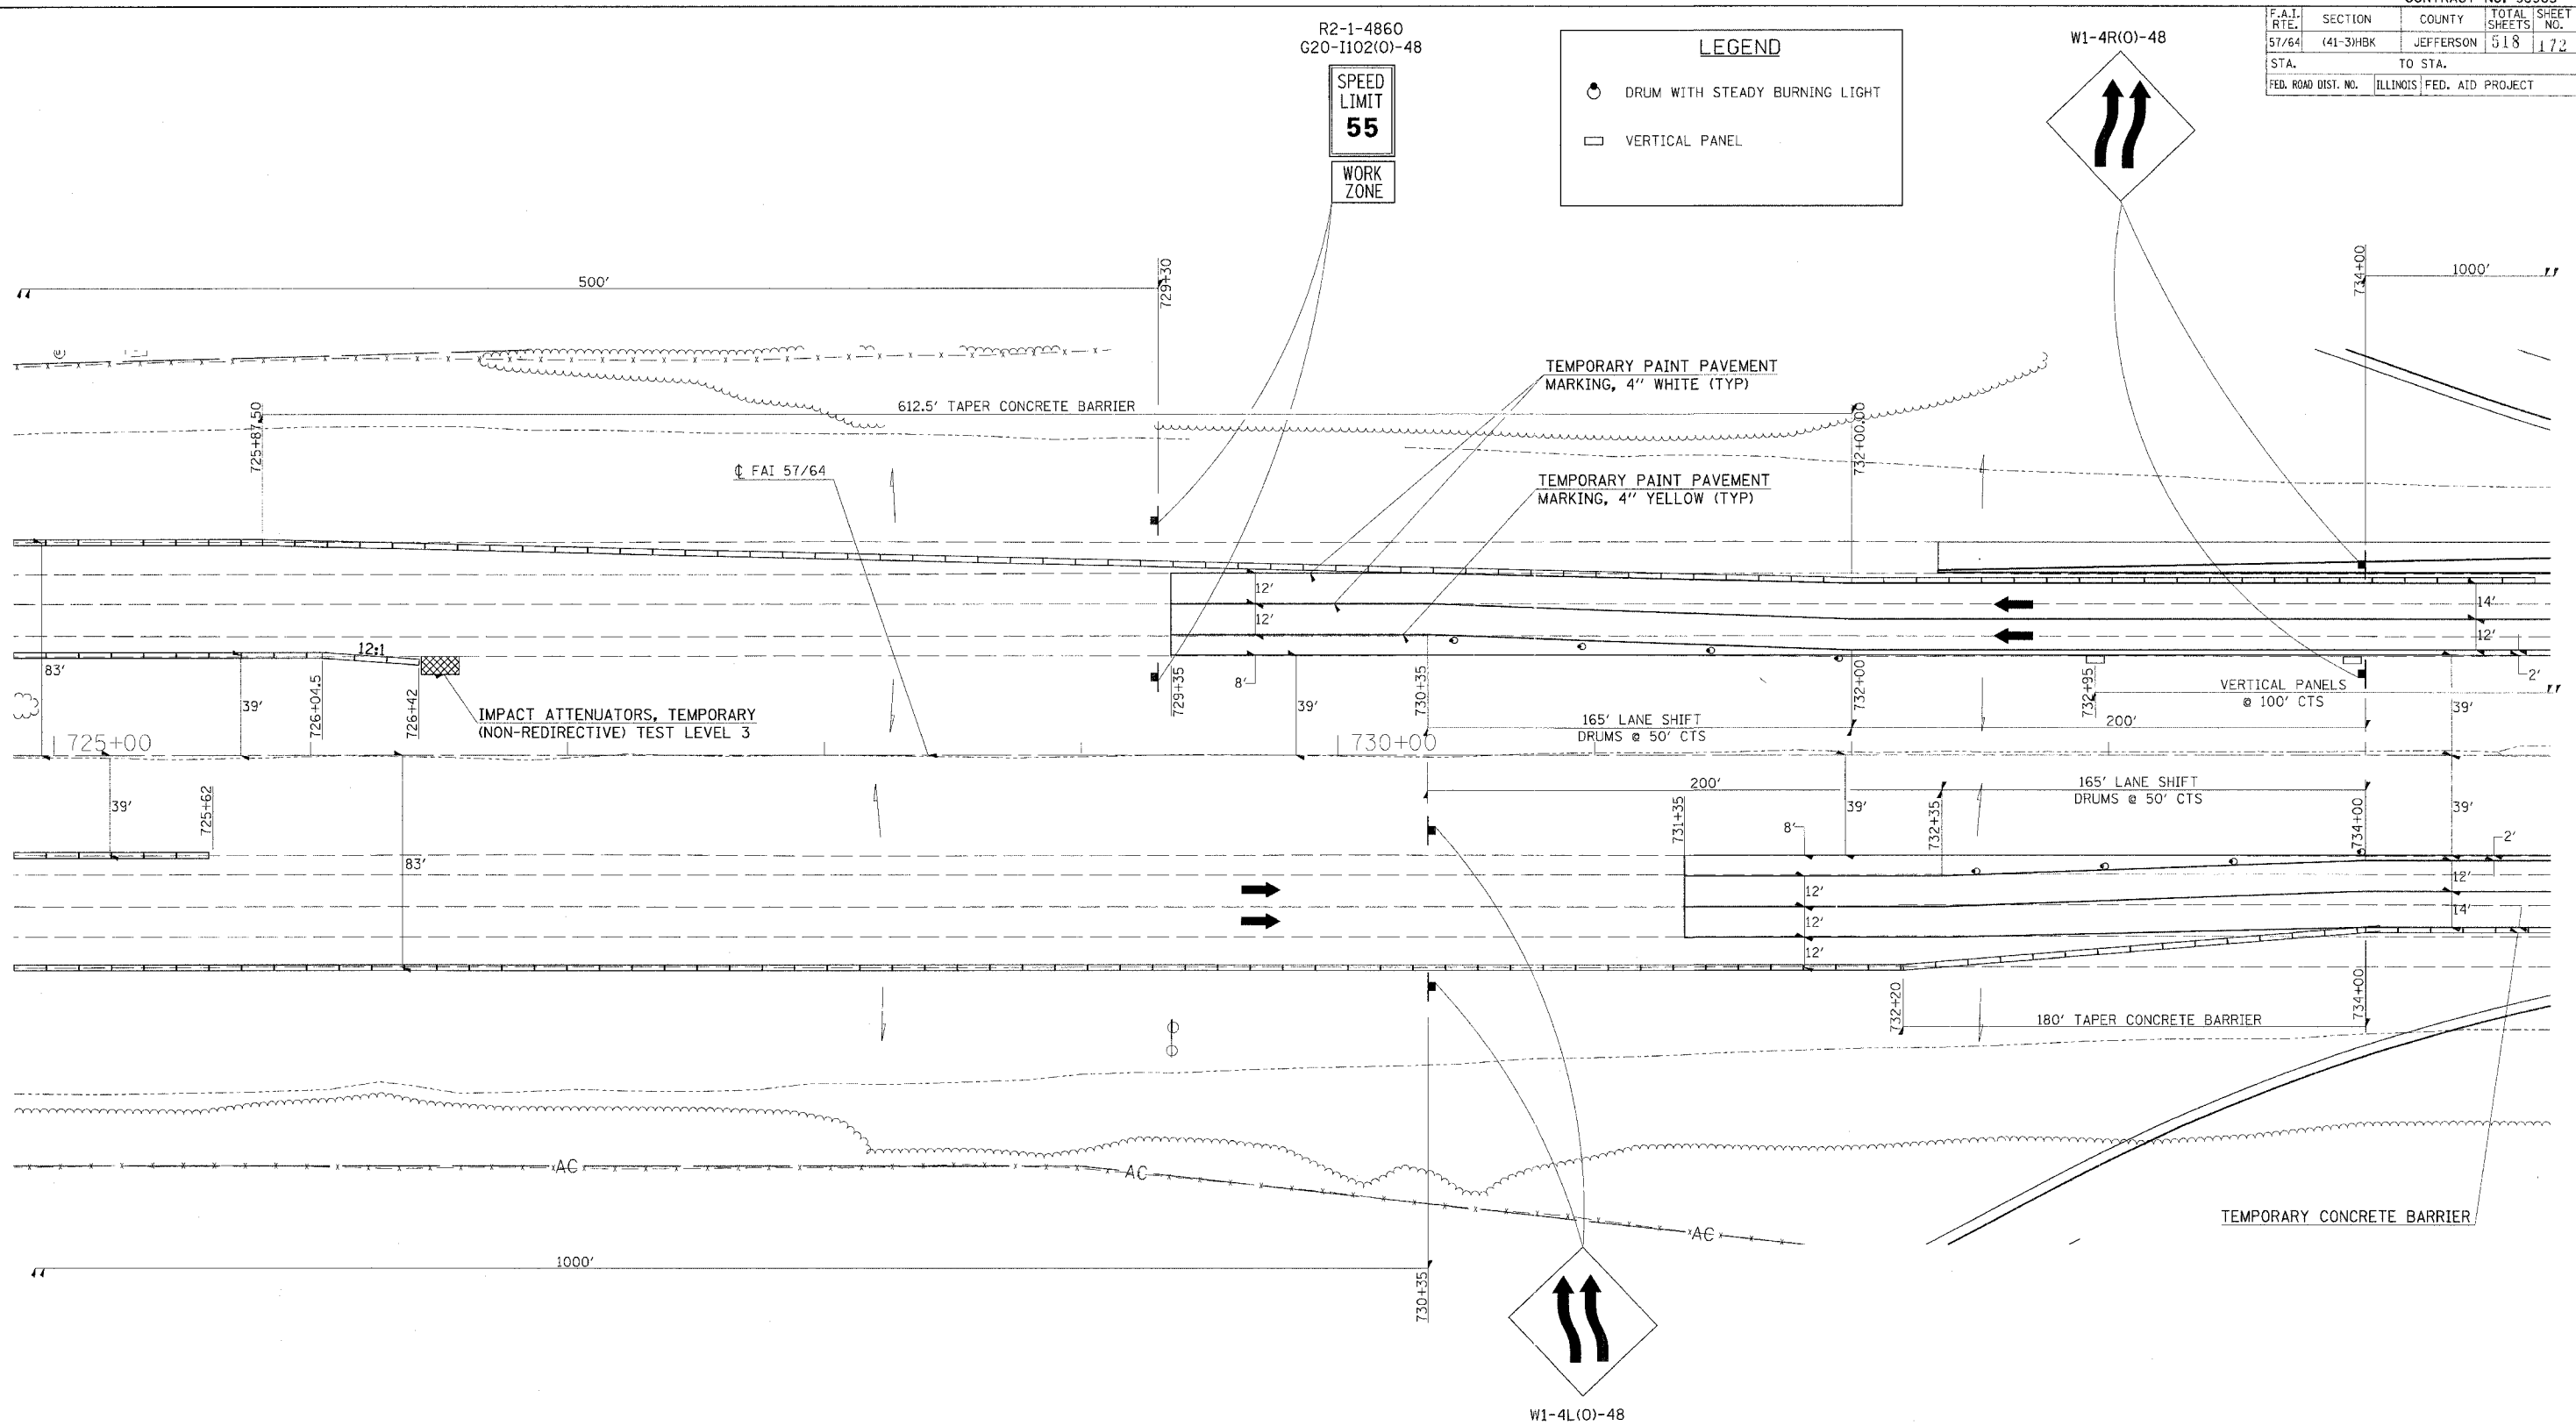 F.A.I. RTE. SECTION COUNTY TOTAL SHEETS SHEET NO.
57/64 (41-3)HBK JEFFERSON 518 172
STA. TO STA.
FED. ROAD DIST. NO. ILLINOIS FED. AID PROJECT
R2-1-4860
G20-I102(O)-48
SPEED
LIMIT
55
WORK
ZONE
LEGEND
DRUM WITH STEADY BURNING LIGHT
VERTICAL PANEL
W1-4R(O)-48
500'
729+30
734+00
1000'
TEMPORARY PAINT PAVEMENT
MARKING, 4" WHITE (TYP)
612.5' TAPER CONCRETE BARRIER
725+87.50
732+00.00
℄ FAI 57/64
TEMPORARY PAINT PAVEMENT
MARKING, 4" YELLOW (TYP)
12'
12'
14'
12'
2'
8'
39'
83'
39'
12:1
726+04.5
726+42
IMPACT ATTENUATORS, TEMPORARY
(NON-REDIRECTIVE) TEST LEVEL 3
729+35
730+35
732+00
732+95
VERTICAL PANELS
@ 100' CTS
200'
39'
165' LANE SHIFT
DRUMS @ 50' CTS
725+00
730+00
39'
725+62
83'
200'
165' LANE SHIFT
DRUMS @ 50' CTS
731+35
8'
39'
732+35
734+00
39'
2'
12'
14'
12'
12'
12'
732+20
180' TAPER CONCRETE BARRIER
734+00
AC
AC
AC
TEMPORARY CONCRETE BARRIER
1000'
730+35
W1-4L(O)-48